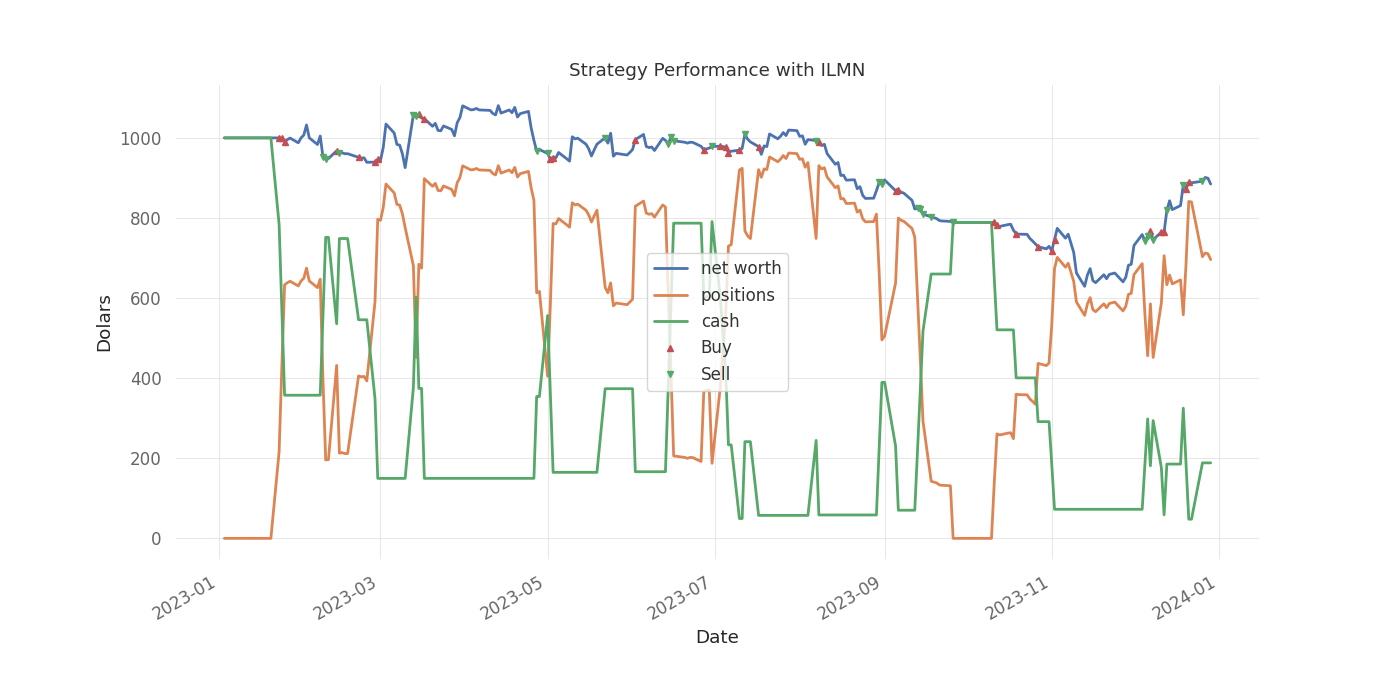 Strategy Performance with ILMN
Dolars
1000
800
600
400
200
0
net worth
positions
cash
Buy
Sell
2023-01
2023-03
2023-05
2023-07
2023-09
2023-11
2024-01
Date